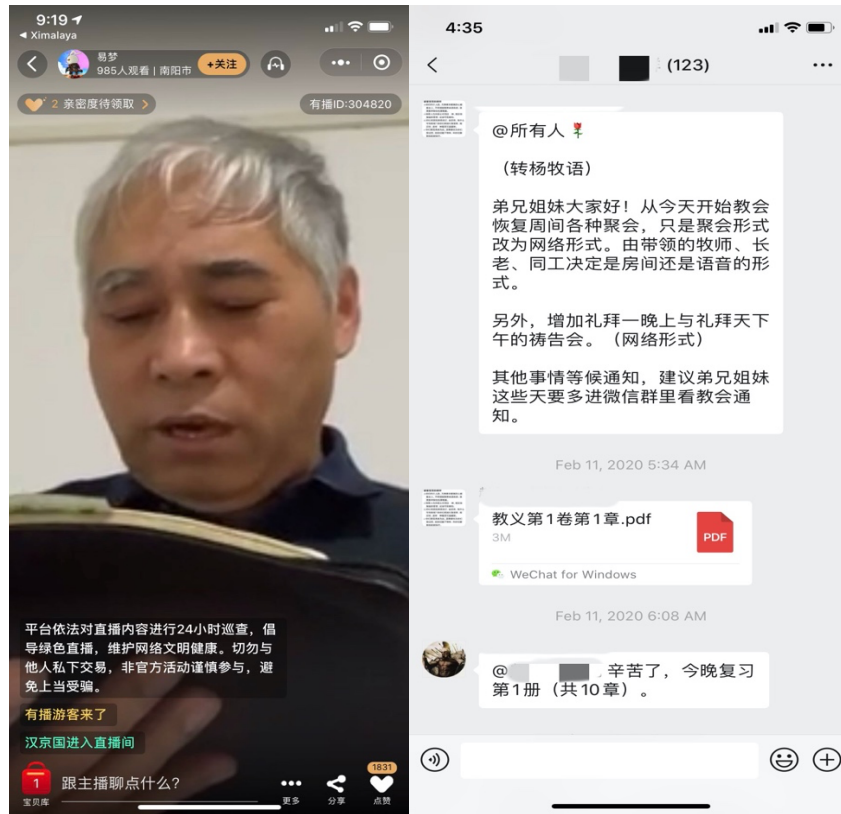 9:19
Ximalaya
易梦
985人观看 | 南阳市
+关注
2 亲密度待领取
有播ID:304820
平台依法对直播内容进行24小时巡查，倡
导绿色直播，维护网络文明健康。切勿与
他人私下交易，非官方活动谨慎参与，避
免上当受骗。
有播游客来了
汉京国进入直播间
1
宝贝库
跟主播聊点什么?
更多
分享
1831
点赞
4:35
(123)
@所有人
（转杨牧语）
弟兄姐妹大家好！从今天开始教会
恢复周间各种聚会，只是聚会形式
改为网络形式。由带领的牧师、长
老、同工决定是房间还是语音的形
式。
另外，增加礼拜一晚上与礼拜天下
午的祷告会。（网络形式）
其他事情等候通知，建议弟兄姐妹
这些天要多进微信群里看教会通
知。
Feb 11, 2020 5:34 AM
教义第1卷第1章.pdf
3M
PDF
WeChat for Windows
Feb 11, 2020 6:08 AM
@
辛苦了，今晚复习
第1册（共10章）。